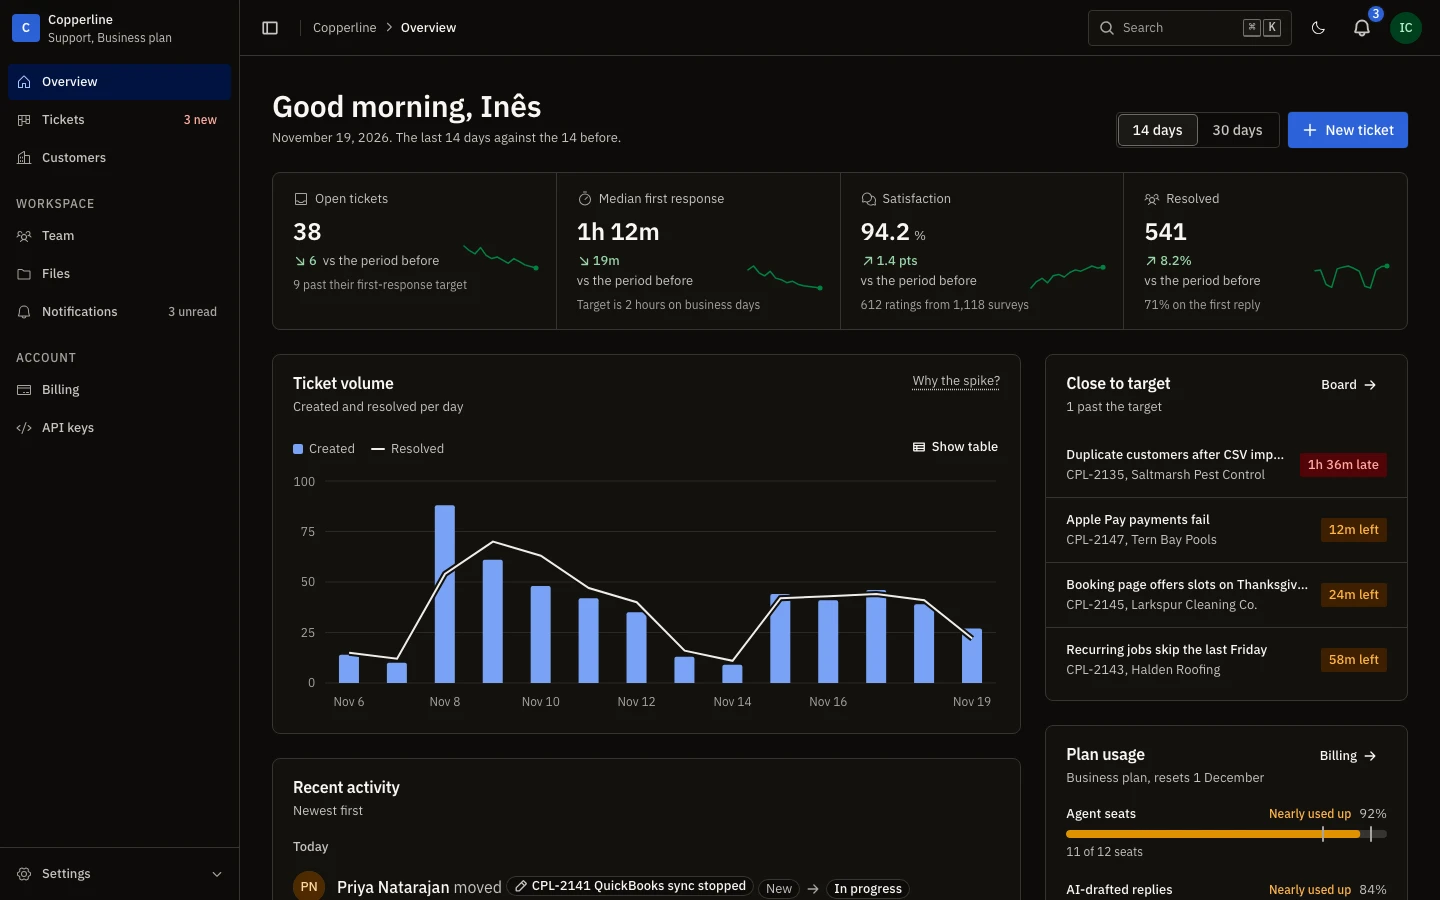 C
Copperline
Support, Business plan
Overview
Tickets 3 new
Customers
WORKSPACE
Team
Files
Notifications 3 unread
ACCOUNT
Billing
API keys
Settings
Copperline > Overview
Search ⌘ K
3
IC
Good morning, Inês
November 19, 2026. The last 14 days against the 14 before.
14 days 30 days
New ticket
Open tickets
38
↘ 6 vs the period before
9 past their first-response target
Median first response
1h 12m
↘ 19m
vs the period before
Target is 2 hours on business days
Satisfaction
94.2 %
↗ 1.4 pts
vs the period before
612 ratings from 1,118 surveys
Resolved
541
↗ 8.2%
vs the period before
71% on the first reply
Ticket volume
Why the spike?
Created and resolved per day
Created Resolved
Show table
100
75
50
25
0
Nov 6 Nov 8 Nov 10 Nov 12 Nov 14 Nov 16 Nov 19
Recent activity
Newest first
Today
PN Priya Natarajan moved CPL-2141 QuickBooks sync stopped New → In progress
Close to target
Board →
1 past the target
Duplicate customers after CSV imp...
CPL-2135, Saltmarsh Pest Control
1h 36m late
Apple Pay payments fail
CPL-2147, Tern Bay Pools
12m left
Booking page offers slots on Thanksgiv...
CPL-2145, Larkspur Cleaning Co.
24m left
Recurring jobs skip the last Friday
CPL-2143, Halden Roofing
58m left
Plan usage
Billing →
Business plan, resets 1 December
Agent seats Nearly used up 92%
11 of 12 seats
AI-drafted replies Nearly used up 84%